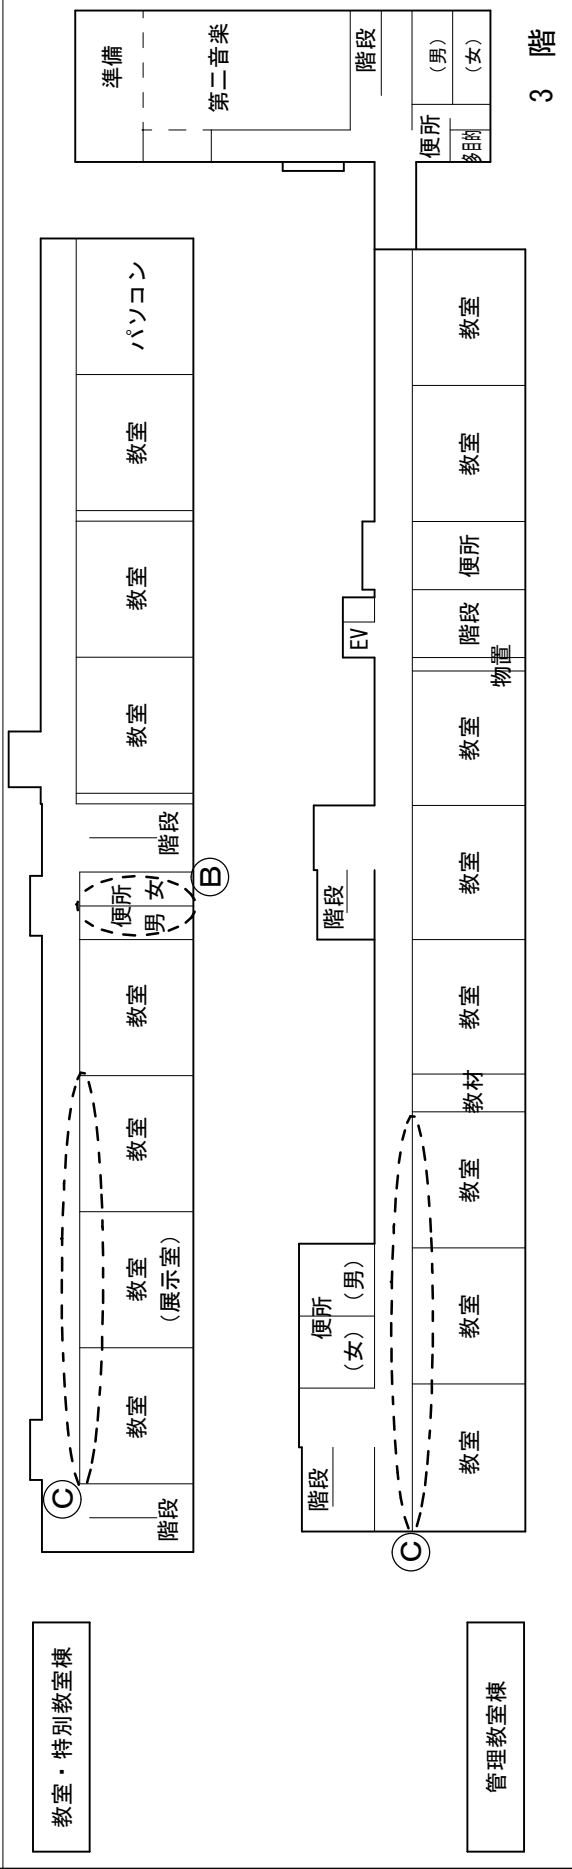 教室・特別教室棟
Ⓒ
階段
教室
教室
（展示室）
教室
教室
便所
男
女
Ⓑ
階段
教室
教室
教室
パソコン
準備
第二音楽
階段
便所
（男）
（女）
多目的
管理教室棟
階段
便所
（女）
（男）
階段
EV
Ⓒ
教室
教室
教室
教材
教室
教室
教室
物置
階段
便所
教室
教室
3 階